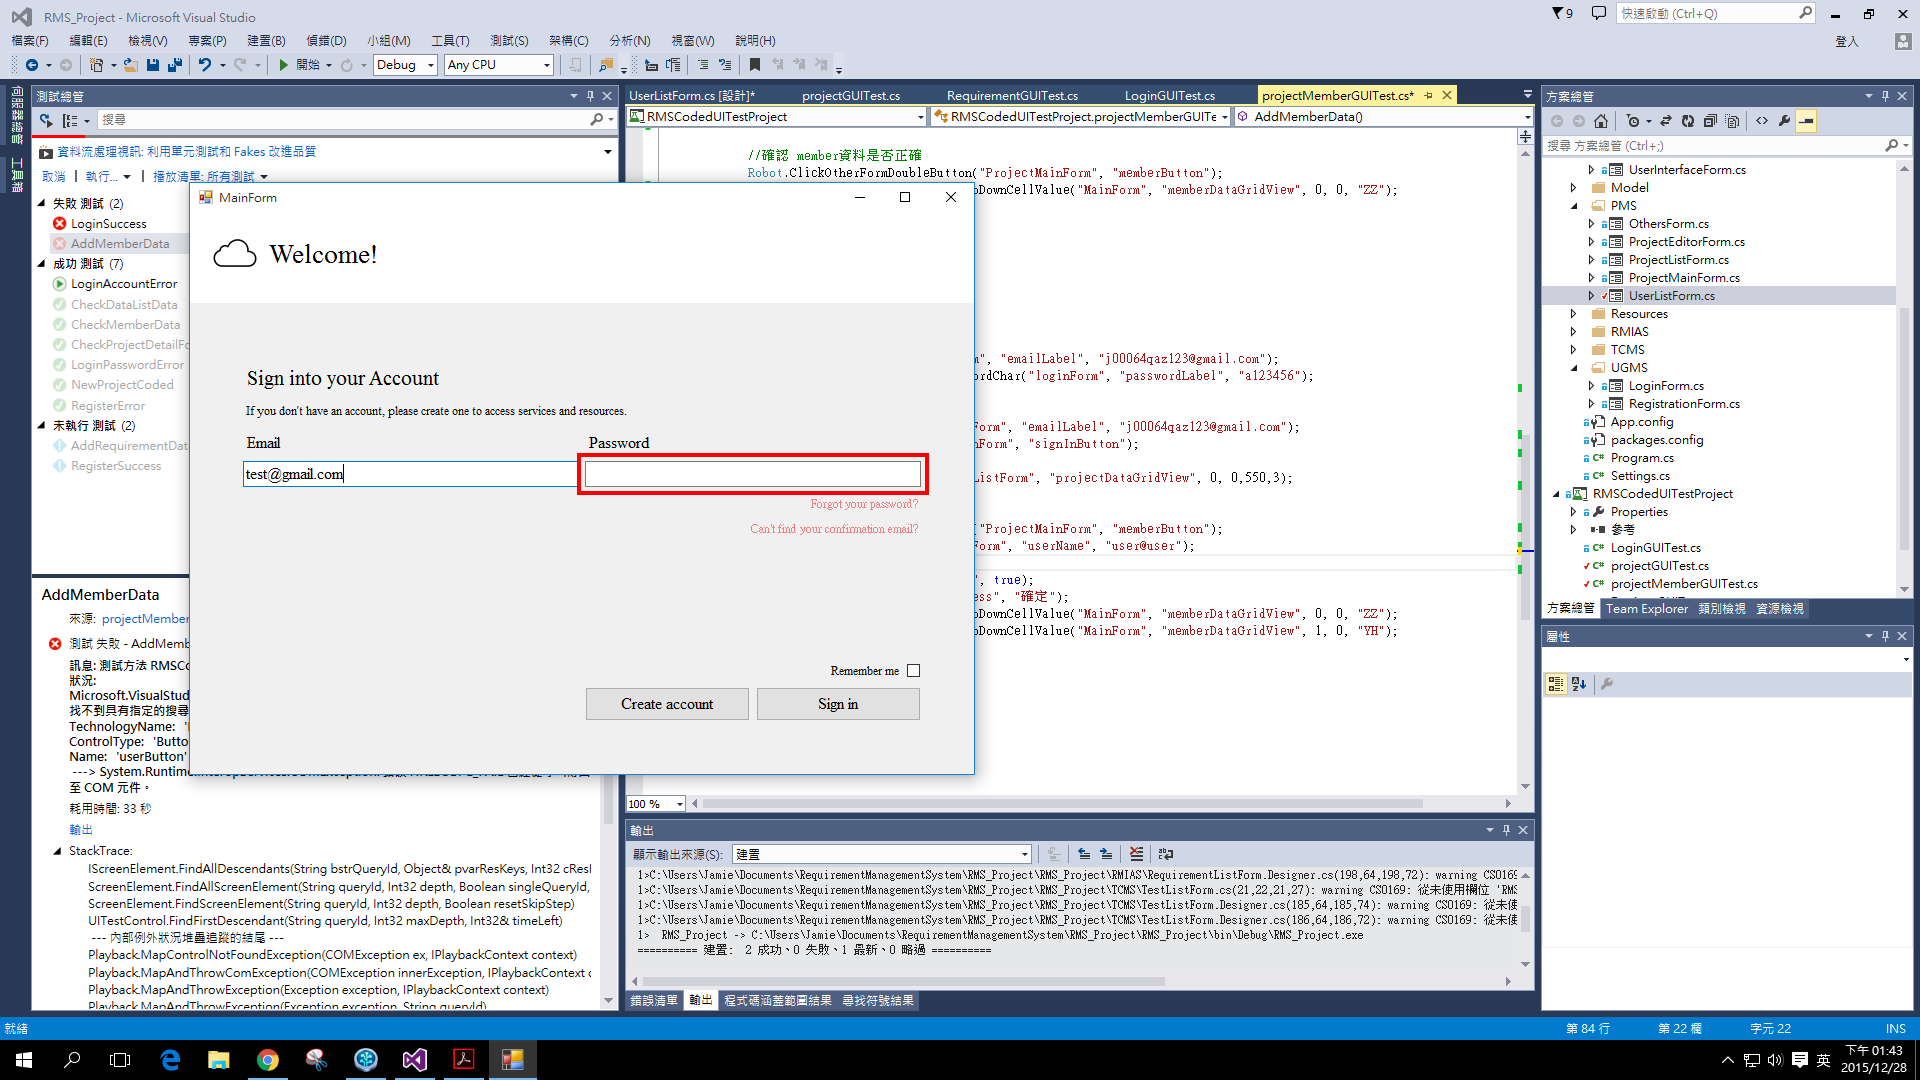 RMS_Project - Microsoft Visual Studio
9
快速啟動 (Ctrl+Q)
檔案(F) 編輯(E) 檢視(V) 專案(P) 建置(B) 偵錯(D) 小組(M) 工具(T) 測試(S) 架構(C) 分析(N) 視窗(W) 說明(H)
登入
開始 Debug Any CPU
伺服器總管
工具箱
測試總管
搜尋
資料流處理視訊: 利用單元測試和 Fakes 改進品質
取消 執行... 播放清單: 所有測試
失敗 測試 (2)
LoginSuccess
AddMemberData
成功 測試 (7)
LoginAccountError
CheckDataListData
CheckMemberData
CheckProjectDetailFo
LoginPasswordError
NewProjectCoded
RegisterError
未執行 測試 (2)
AddRequirementDat
RegisterSuccess
AddMemberData
來源: projectMember
測試 失敗 - AddMemb
訊息: 測試方法 RMSCo
狀況:
Microsoft.VisualStud
找不到具有指定的搜尋
TechnologyName:
ControlType: 'Butto
Name: 'userButton'
至 COM 元件。
耗用時間: 33 秒
輸出
StackTrace:
IScreenElement.FindAllDescendants(String bstrQueryId, Object& pvarResKeys, Int32 cResl
ScreenElement.FindAllScreenElement(String queryId, Int32 depth, Boolean singleQueryId,
ScreenElement.FindScreenElement(String queryId, Int32 depth, Boolean resetSkipStep)
UITestControl.FindFirstDescendant(String queryId, Int32 maxDepth, Int32& timeLeft)
--- 內部例外狀況堆疊追蹤的結尾 ---
Playback.MapControlNotFoundException(COMException ex, IPlaybackContext context)
Playback.MapAndThrowComException(COMException innerException, IPlaybackContext c
Playback.MapAndThrowException(Exception exception, IPlaybackContext context)
Playback.MapAndThrowException(Exception exception, String queryId)
MainForm
Welcome!
Sign into your Account
If you don't have an account, please create one to access services and resources.
Email Password
test@gmail.com
Forgot your password?
Can't find your confirmation email?
Remember me
Create account Sign in
UserListForm.cs [設計]* projectGUITest.cs RequirementGUITest.cs LoginGUITest.cs projectMemberGUITest.cs*
RMSCodedUITestProject RMSCodedUITestProject.projectMemberGUITe AddMemberData()
//確認 member資料是否正確
Robot.ClickOtherFormDoubleButton("ProjectMainForm", "memberButton");
oDownCellValue("MainForm", "memberDataGridView", 0, 0, "ZZ");
", "emailLabel", "j00064qaz123@gmail.com");
ordChar("loginForm", "passwordLabel", "a123456");
orm", "emailLabel", "j00064qaz123@gmail.com");
nForm", "signInButton");
ListForm", "projectDataGridView", 0, 0,550,3);
"ProjectMainForm", "memberButton");
Form", "userName", "user@user");
", true);
ess", "確定");
oDownCellValue("MainForm", "memberDataGridView", 0, 0, "ZZ");
oDownCellValue("MainForm", "memberDataGridView", 1, 0, "YH");
100 %
輸出
顯示輸出來源(S): 建置
1>C:\Users\Jamie\Documents\RequirementManagementSystem\RMS_Project\RMS_Project\RMIAS\RequirementListForm.Designer.cs(198,64,198,72): warning CS0169
1>C:\Users\Jamie\Documents\RequirementManagementSystem\RMS_Project\RMS_Project\TCMS\TestListForm.cs(21,22,21,27): warning CS0169: 從未使用欄位 'RMS
1>C:\Users\Jamie\Documents\RequirementManagementSystem\RMS_Project\RMS_Project\TCMS\TestListForm.Designer.cs(185,64,185,74): warning CS0169: 從未使
1>C:\Users\Jamie\Documents\RequirementManagementSystem\RMS_Project\RMS_Project\TCMS\TestListForm.Designer.cs(186,64,186,72): warning CS0169: 從未使
1> RMS_Project -> C:\Users\Jamie\Documents\RequirementManagementSystem\RMS_Project\RMS_Project\bin\Debug\RMS_Project.exe
========== 建置: 2 成功、0 失敗、1 最新、0 略過 ==========
錯誤清單 輸出 程式碼涵蓋範圍結果 尋找符號結果
方案總管
搜尋 方案總管 (Ctrl+;)
UserInterfaceForm.cs
Model
PMS
OthersForm.cs
ProjectEditorForm.cs
ProjectListForm.cs
ProjectMainForm.cs
UserListForm.cs
Resources
RMIAS
TCMS
UGMS
LoginForm.cs
RegistrationForm.cs
App.config
packages.config
Program.cs
Settings.cs
RMSCodedUITestProject
Properties
參考
LoginGUITest.cs
projectGUITest.cs
projectMemberGUITest.cs
方案總管 Team Explorer 類別檢視 資源檢視
屬性
就緒 第 84 行 第 22 欄 字元 22 INS
英
下午 01:43
2015/12/28